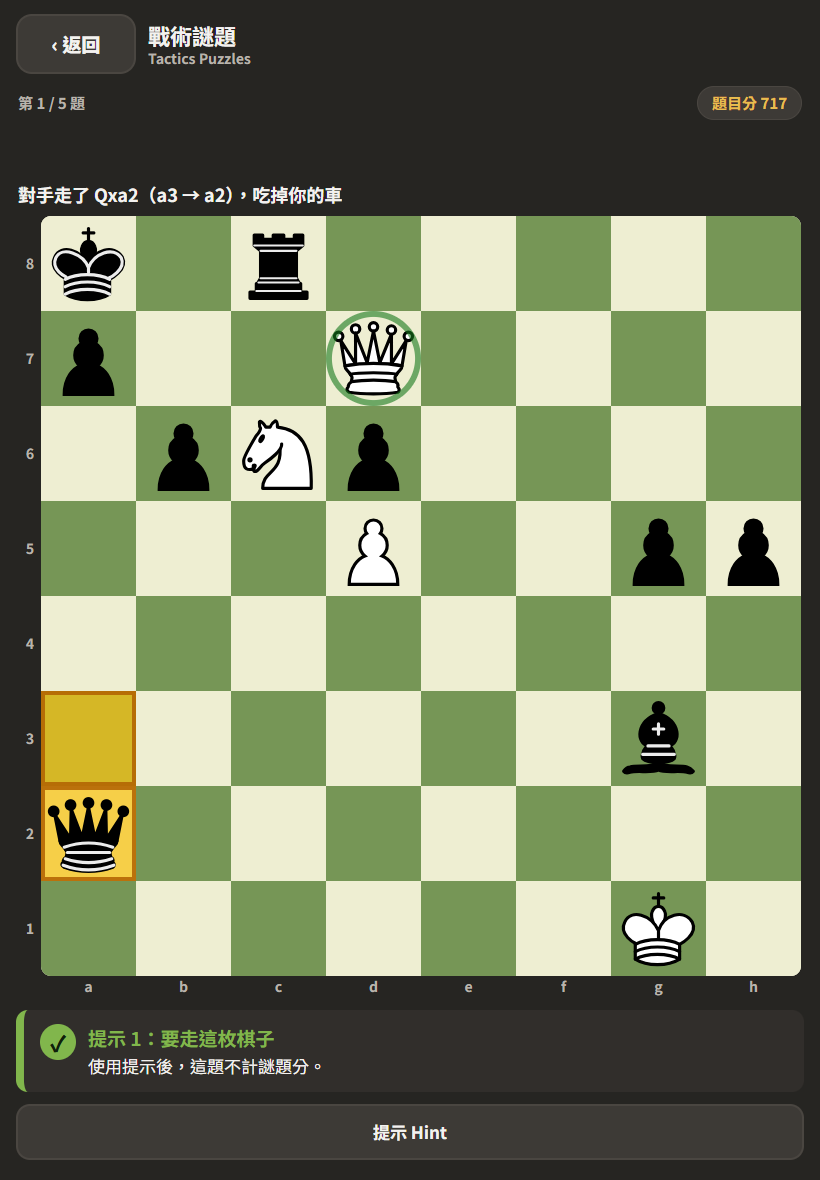 ‹ 返回
戰術謎題
Tactics Puzzles
第 1 / 5 題
題目分 717
對手走了 Qxa2（a3 → a2），吃掉你的車
8
7
6
5
4
3
2
1
a b c d e f g h
✓
提示 1：要走這枚棋子
使用提示後，這題不計謎題分。
提示 Hint